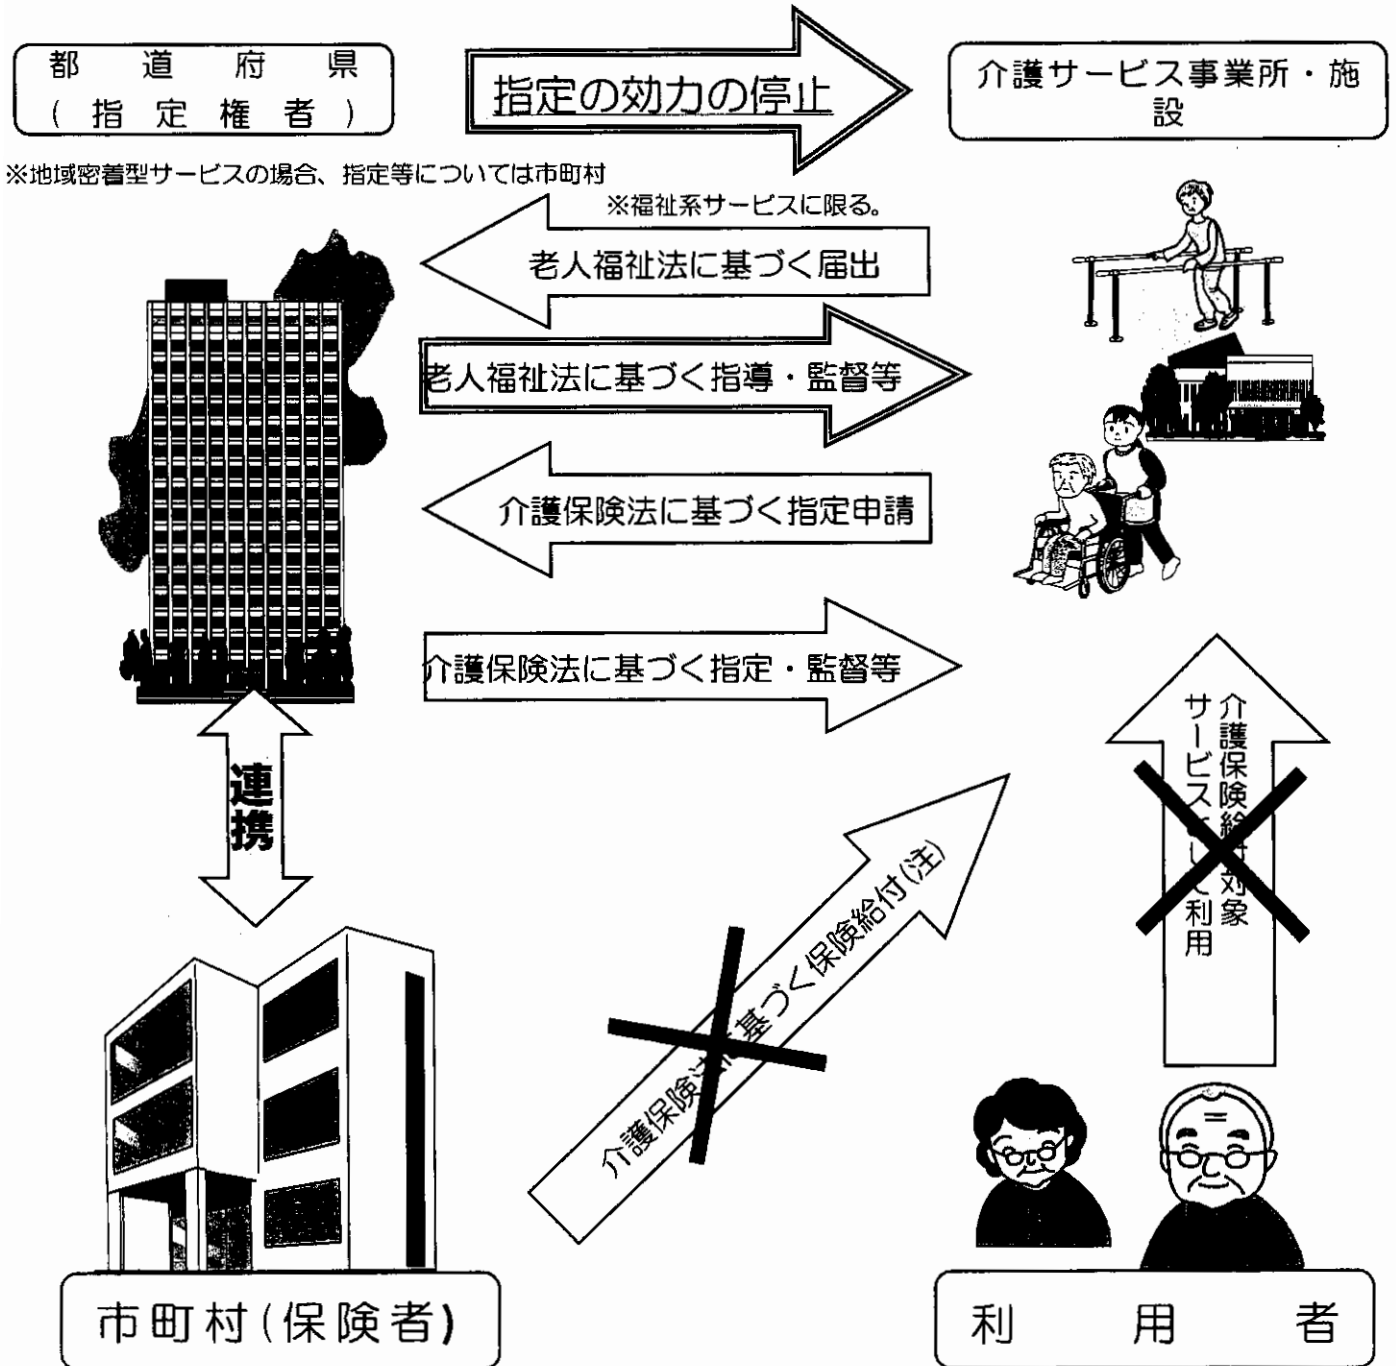 都道府県
(指定権者)
指定の効力の停止
介護サービス事業所・施
設
※地域密着型サービスの場合、指定等については市町村
※福祉系サービスに限る。
老人福祉法に基づく届出
老人福祉法に基づく指導・監督等
介護保険法に基づく指定申請
介護保険法に基づく指定・監督等
連携
介護保険法に基づく保険給付(注)
介護保険給付対象
サービスとして利用
市町村(保険者)
利用者